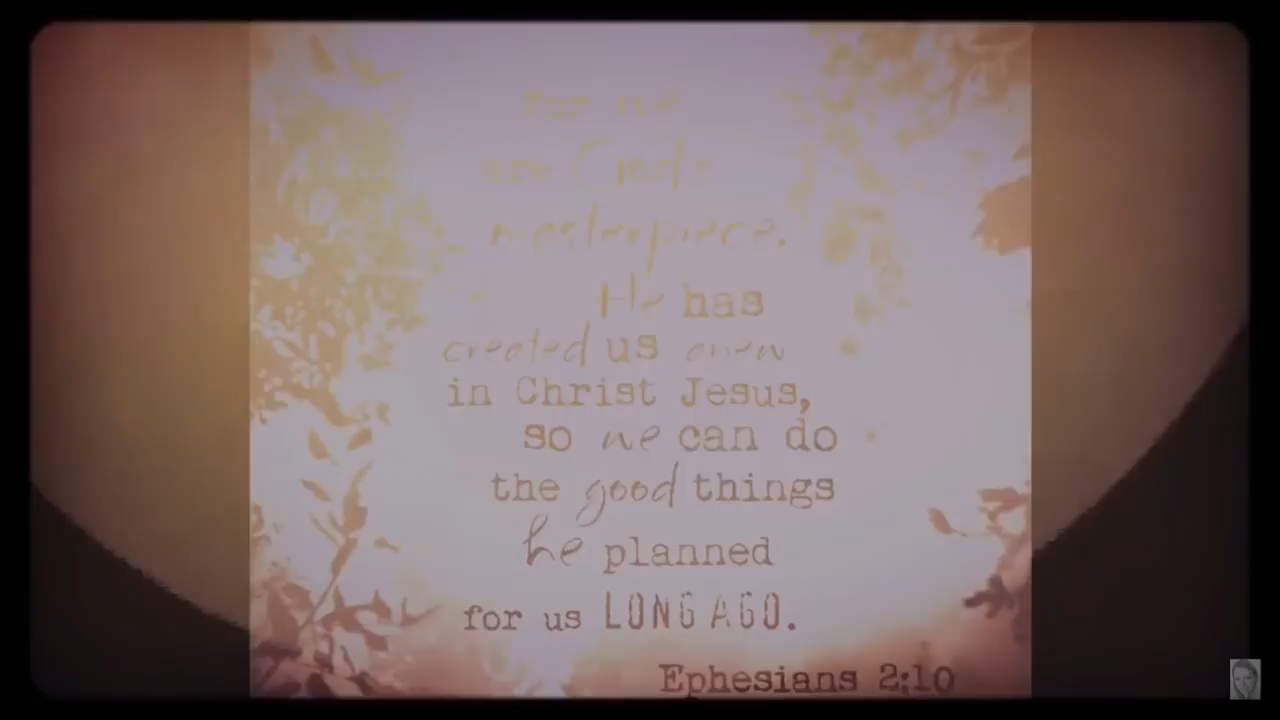 for we
are God's
masterpiece.
He has
created us anew
in Christ Jesus,
so we can do
the good things
he planned
for us LONG AGO.
Ephesians 2:10